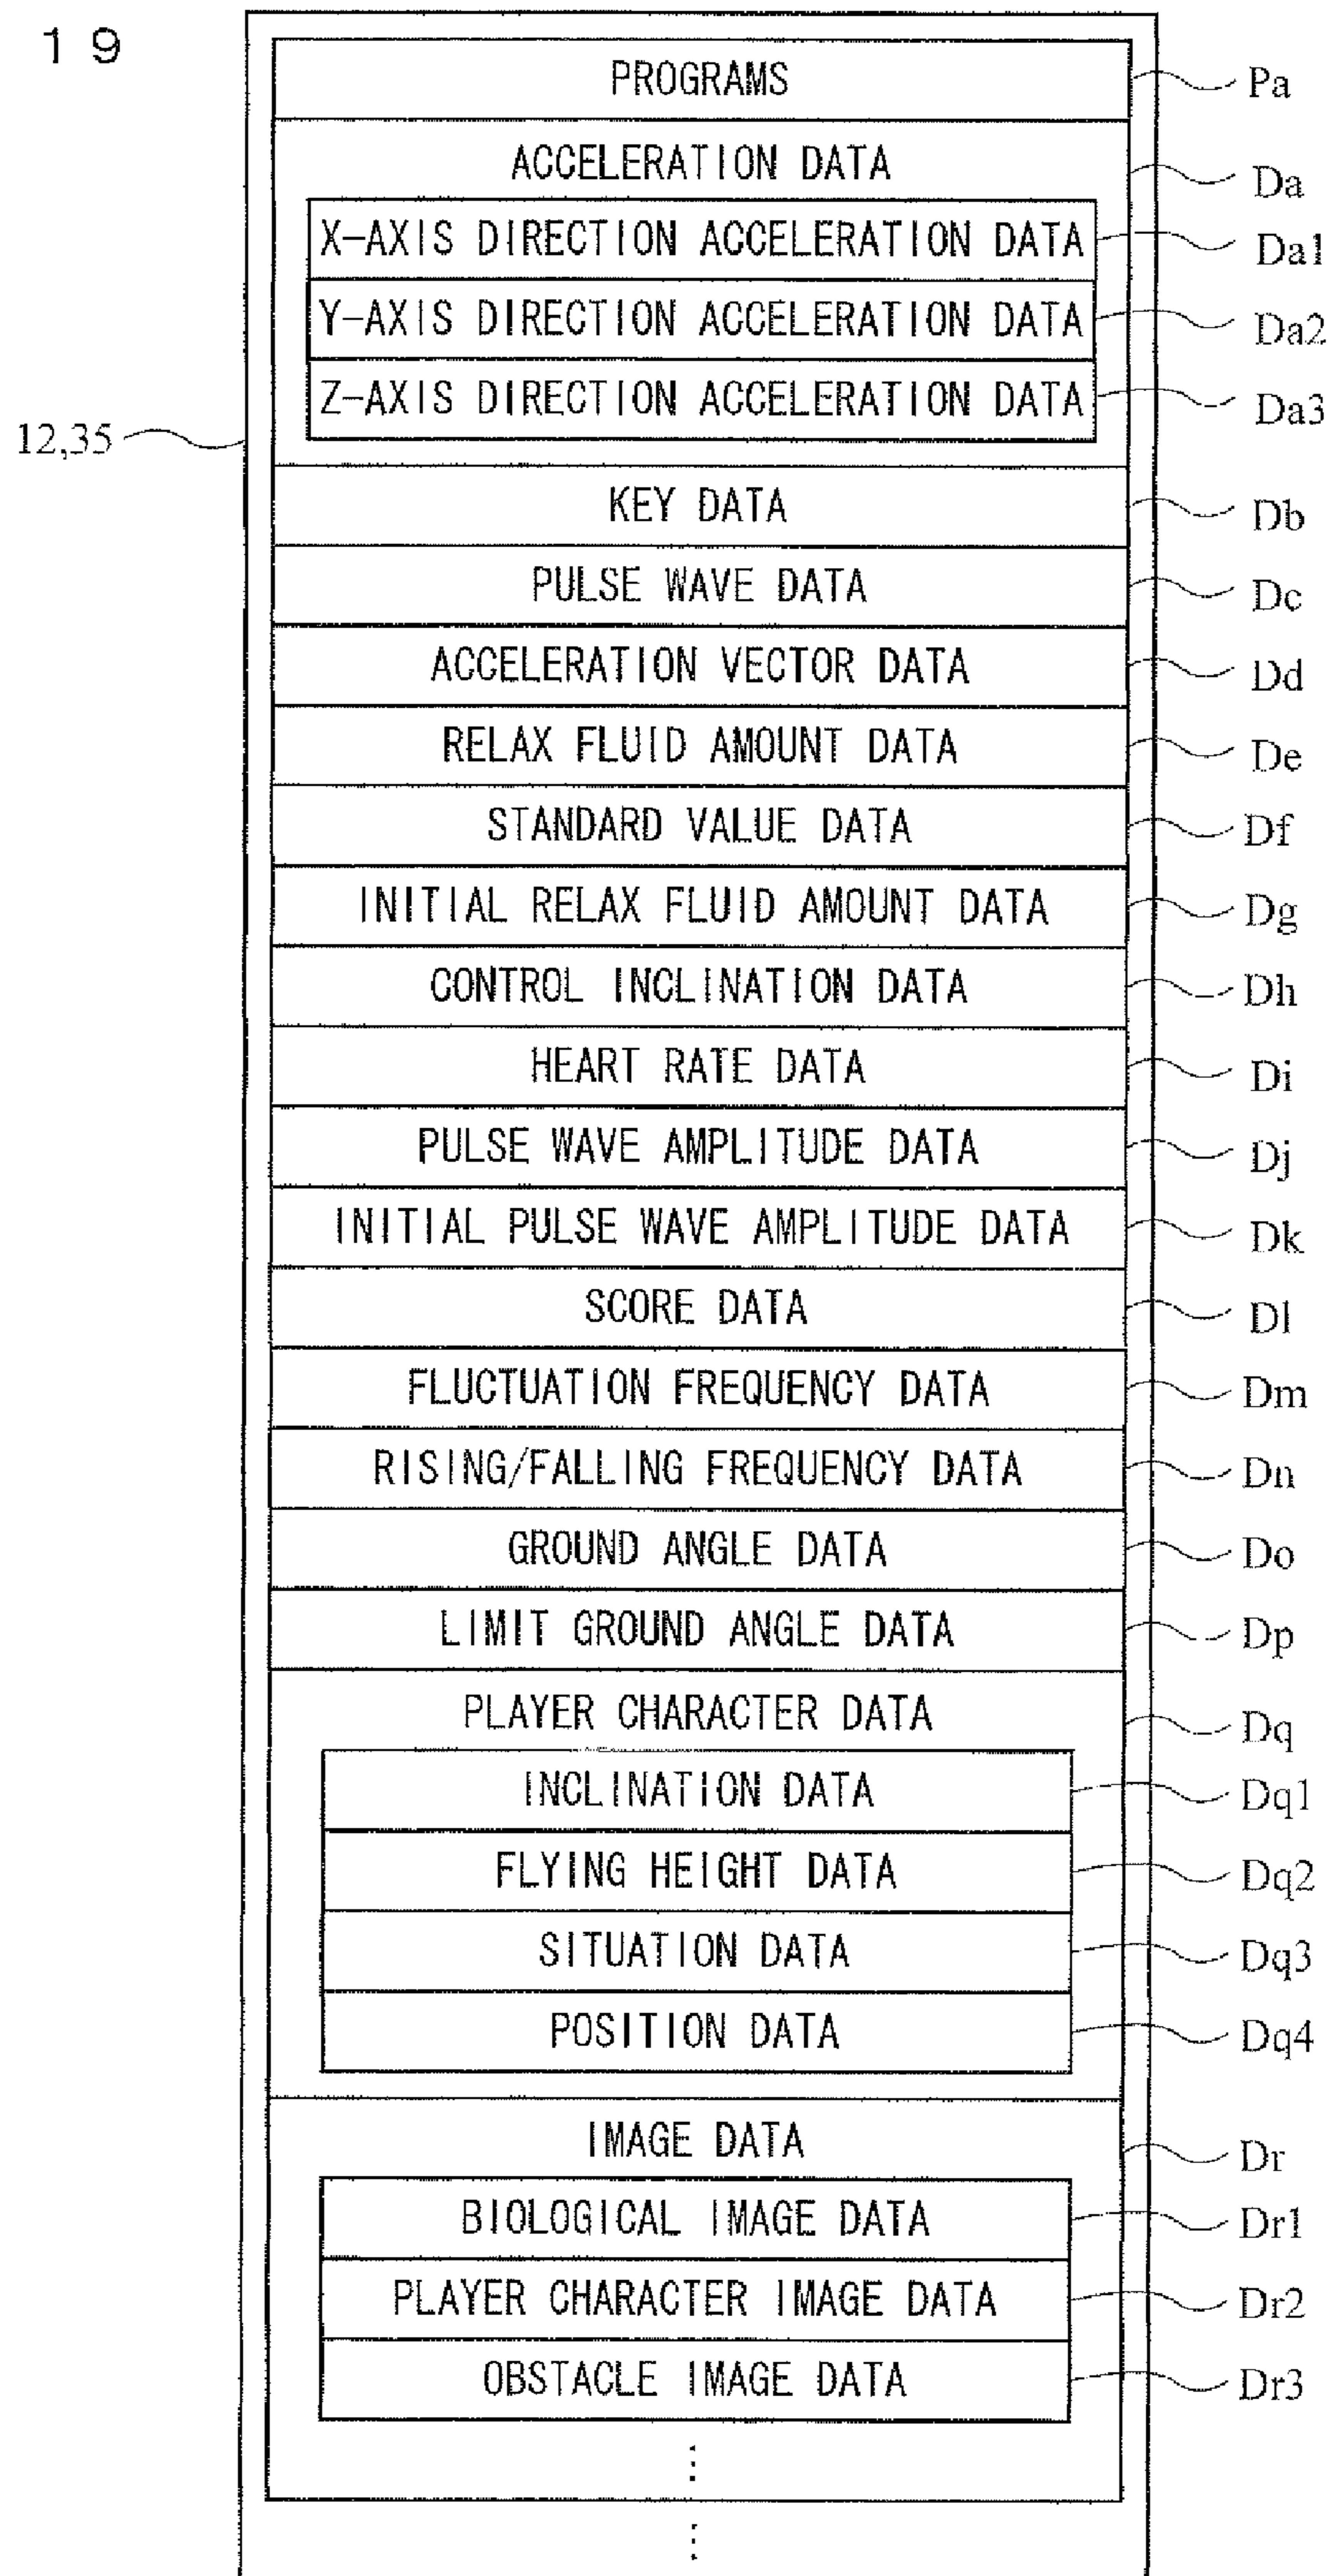 19
PROGRAMS Pa
ACCELERATION DATA Da
X-AXIS DIRECTION ACCELERATION DATA Da1
Y-AXIS DIRECTION ACCELERATION DATA Da2
Z-AXIS DIRECTION ACCELERATION DATA Da3
12,35
KEY DATA Db
PULSE WAVE DATA Dc
ACCELERATION VECTOR DATA Dd
RELAX FLUID AMOUNT DATA De
STANDARD VALUE DATA Df
INITIAL RELAX FLUID AMOUNT DATA Dg
CONTROL INCLINATION DATA Dh
HEART RATE DATA Di
PULSE WAVE AMPLITUDE DATA Dj
INITIAL PULSE WAVE AMPLITUDE DATA Dk
SCORE DATA Dl
FLUCTUATION FREQUENCY DATA Dm
RISING/FALLING FREQUENCY DATA Dn
GROUND ANGLE DATA Do
LIMIT GROUND ANGLE DATA Dp
PLAYER CHARACTER DATA Dq
INCLINATION DATA Dq1
FLYING HEIGHT DATA Dq2
SITUATION DATA Dq3
POSITION DATA Dq4
IMAGE DATA Dr
BIOLOGICAL IMAGE DATA Dr1
PLAYER CHARACTER IMAGE DATA Dr2
OBSTACLE IMAGE DATA Dr3